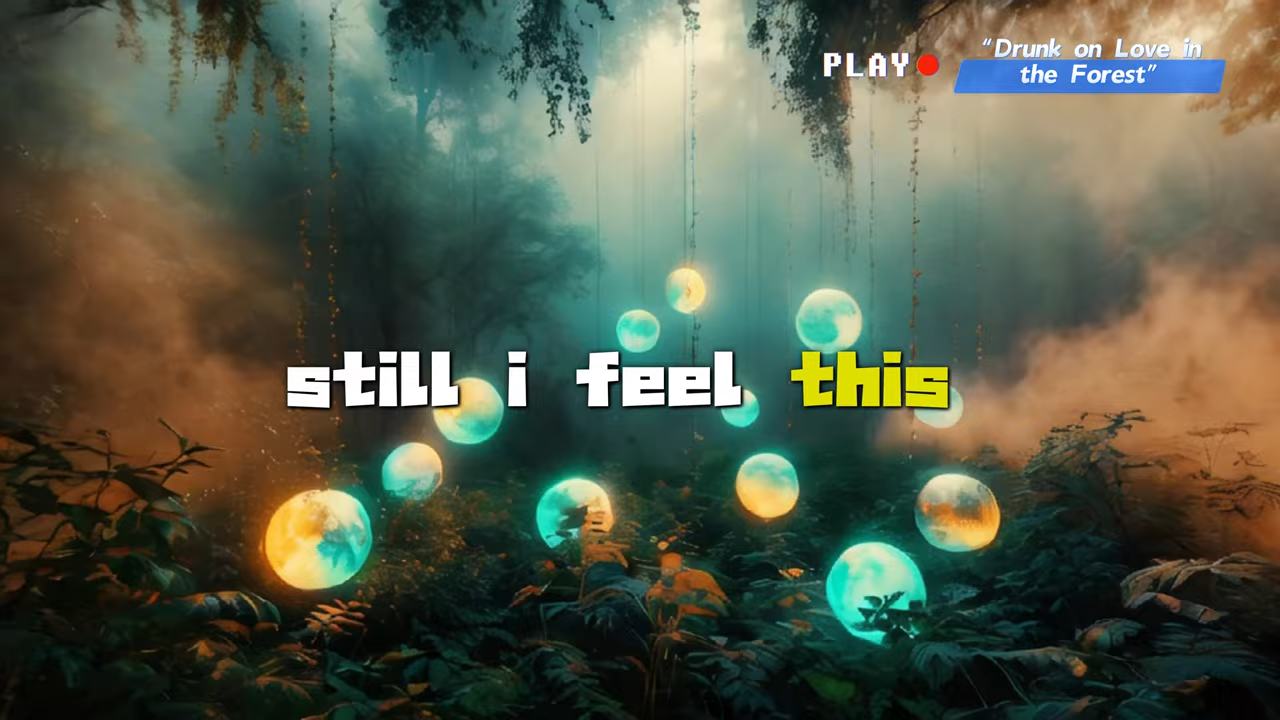 PLAY
“Drunk on Love in
the Forest”
still i feel this